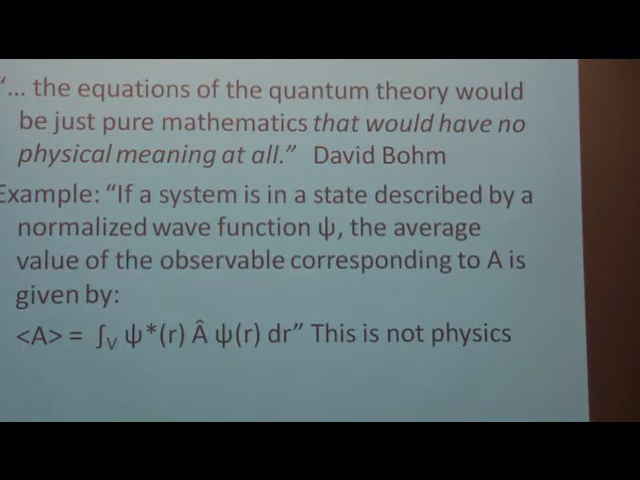 “... the equations of the quantum theory would
be just pure mathematics that would have no
physical meaning at all.” David Bohm
Example: “If a system is in a state described by a
normalized wave function ψ, the average
value of the observable corresponding to A is
given by:
<A> = ∫V ψ*(r) Â ψ(r) dr” This is not physics